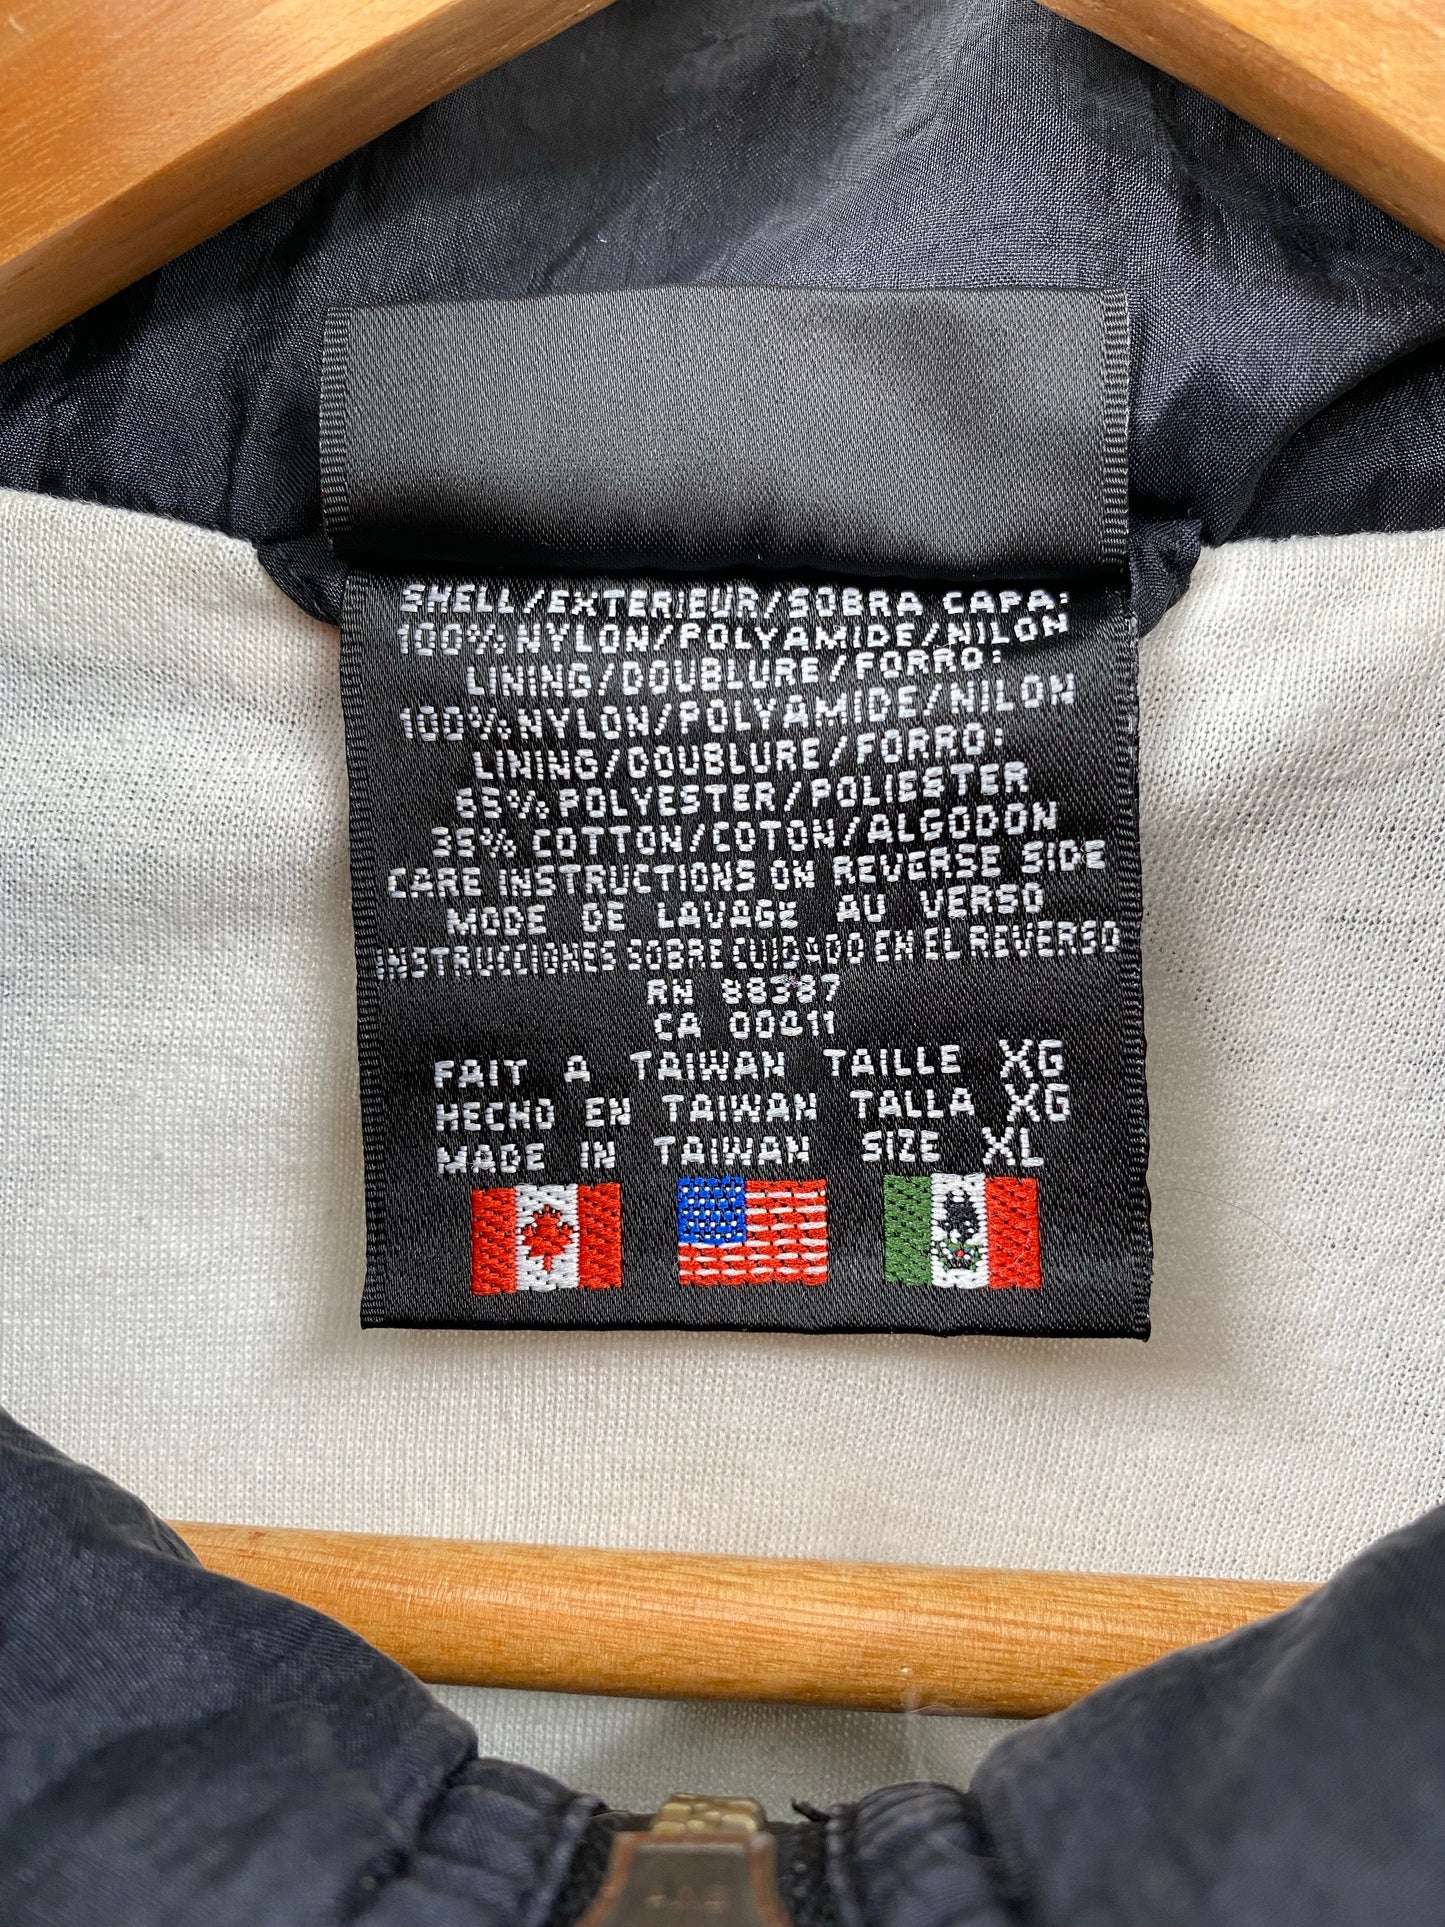 SHELL/EXTERIEUR/SOBRA CAPA:
100% NYLON/POLYAMIDE/NILON
LINING/DOUBLURE/FORRO:
100% NYLON/POLYAMIDE/NILON
LINING/DOUBLURE/FORRO:
65% POLYESTER/POLIESTER
35% COTTON/COTON/ALGODON
CARE INSTRUCTIONS ON REVERSE SIDE
MODE DE LAVAGE AU VERSO
INSTRUCCIONES SOBRE CUIDADO EN EL REVERSO
RN 88387
CA 00411
FAIT A TAIWAN TAILLE XG
HECHO EN TAIWAN TALLA XG
MADE IN TAIWAN SIZE XL